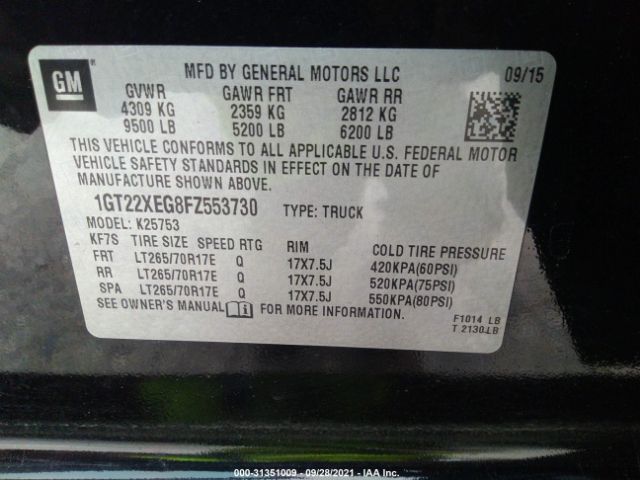 GM
MFD BY GENERAL MOTORS LLC 09/15
GVWR GAWR FRT GAWR RR
4309 KG 2359 KG 2812 KG
9500 LB 5200 LB 6200 LB
THIS VEHICLE CONFORMS TO ALL APPLICABLE U.S. FEDERAL MOTOR
VEHICLE SAFETY STANDARDS IN EFFECT ON THE DATE OF
MANUFACTURE SHOWN ABOVE.
1GT22XEG8FZ553730 TYPE: TRUCK
MODEL: K25753
KF7S TIRE SIZE SPEED RTG RIM COLD TIRE PRESSURE
FRT LT265/70R17E Q 17X7.5J 420KPA(60PSI)
RR LT265/70R17E Q 17X7.5J 520KPA(75PSI)
SPA LT265/70R17E Q 17X7.5J 550KPA(80PSI)
SEE OWNER'S MANUAL FOR MORE INFORMATION.
F1014 LB
T 2130 LB
000-31351009 - 09/28/2021 - IAA Inc.